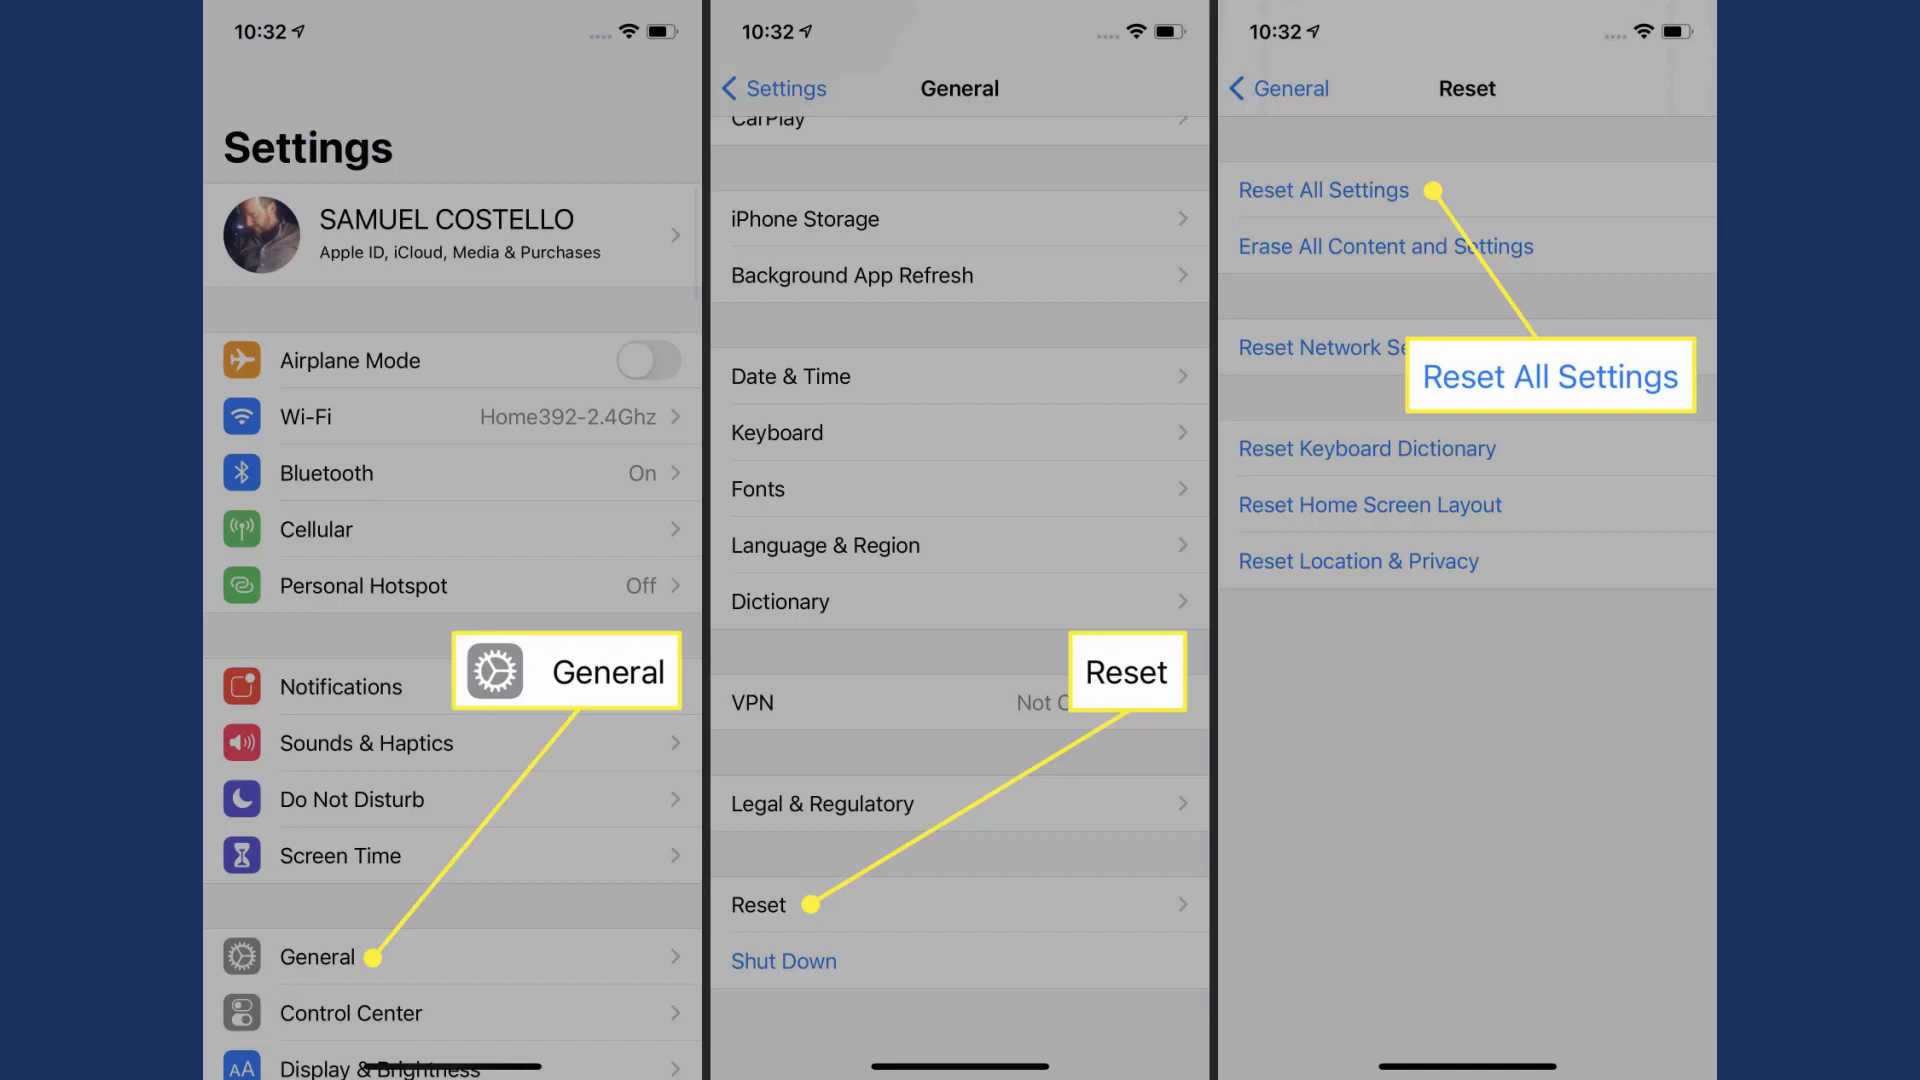 10:32
Settings
SAMUEL COSTELLO
Apple ID, iCloud, Media & Purchases
Airplane Mode
Wi-Fi Home392-2.4Ghz
Bluetooth On
Cellular
Personal Hotspot Off
General
Notifications
Sounds & Haptics
Do Not Disturb
Screen Time
General
Control Center
AA Display & Brightness
10:32
Settings General
CarPlay
iPhone Storage
Background App Refresh
Date & Time
Keyboard
Fonts
Language & Region
Dictionary
Reset
VPN Not
Legal & Regulatory
Reset
Shut Down
10:32
General Reset
Reset All Settings
Erase All Content and Settings
Reset Network
Reset All Settings
Reset Keyboard Dictionary
Reset Home Screen Layout
Reset Location & Privacy